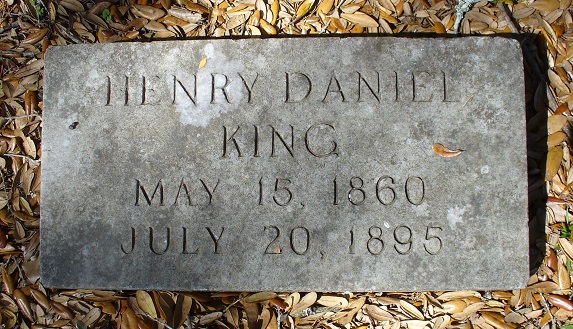 HENRY DANIEL
KING
MAY 15, 1860
JULY 20, 1895